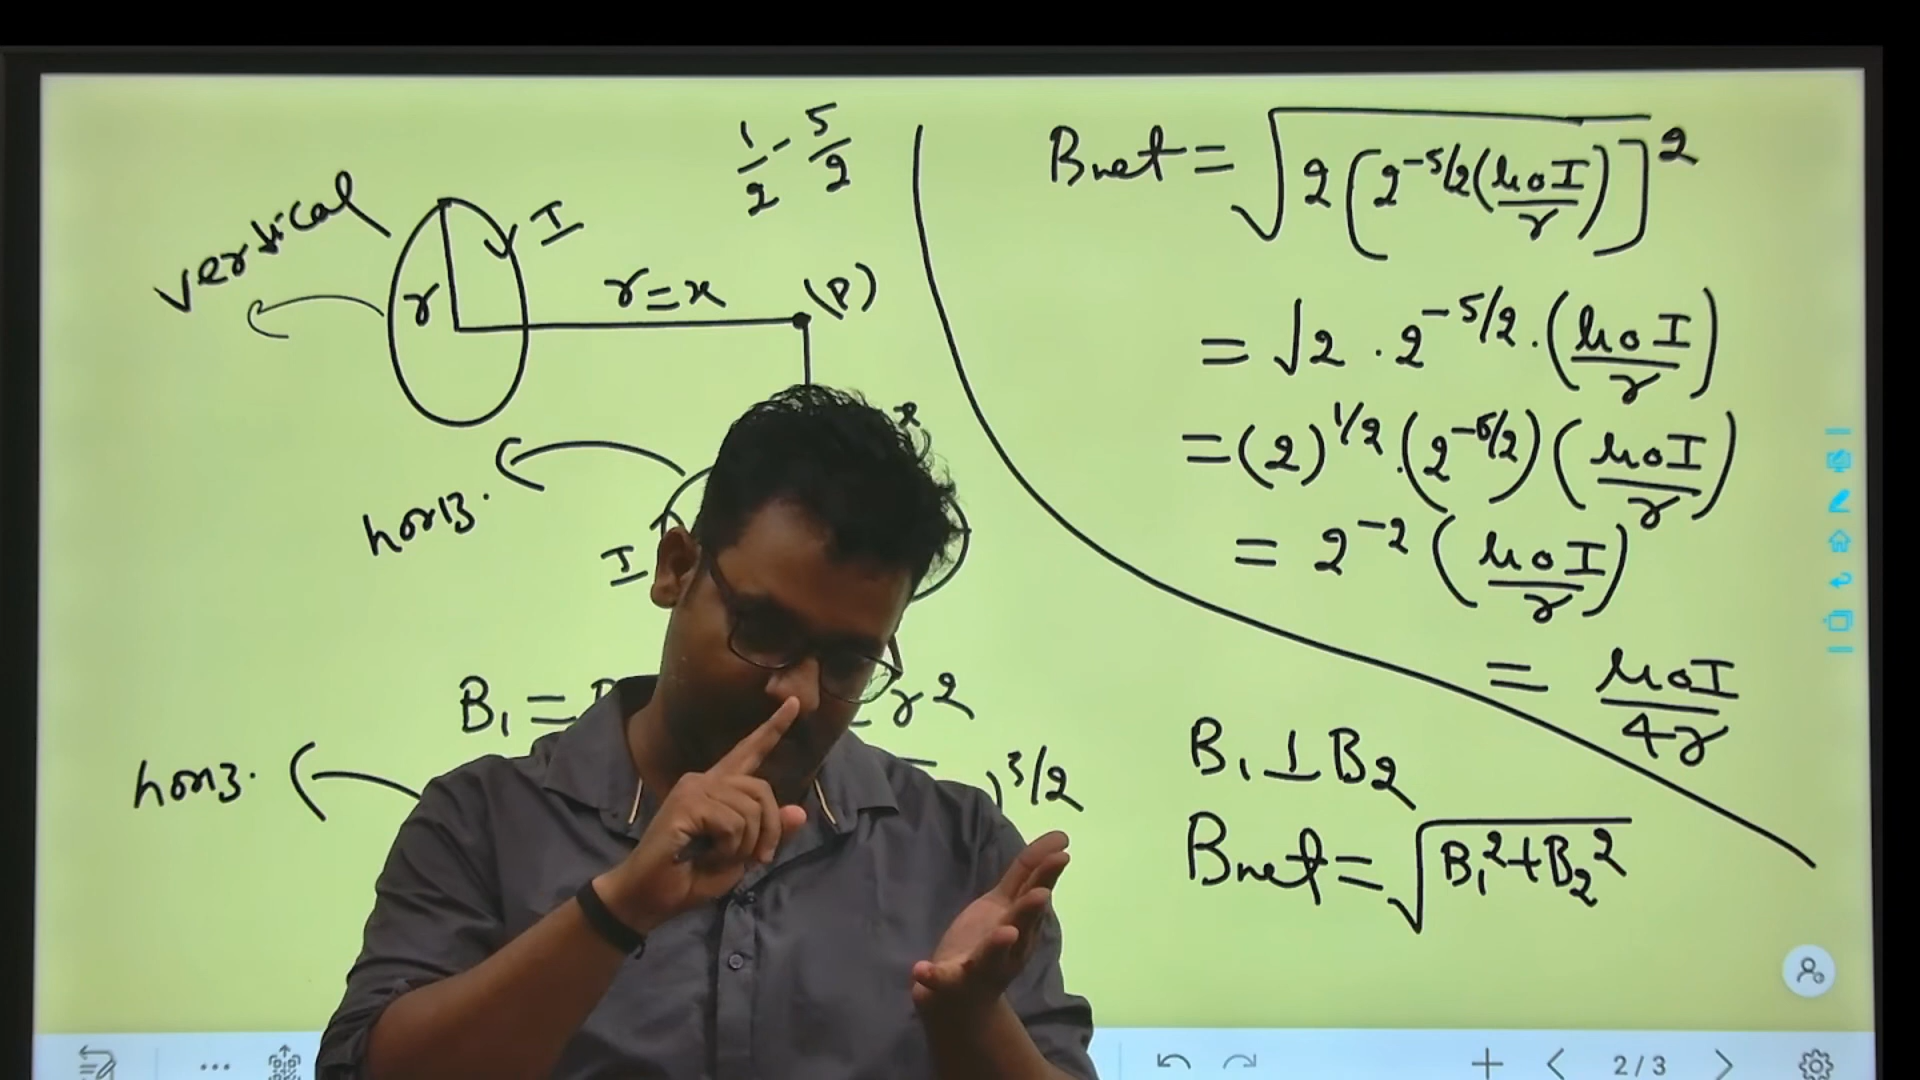 1/2 - 5/2
vertical
I
r
r = x
(P)
horiz.
I
B₁ =
r²
)³/²
horiz.
Bnet = √2[2^-5/2(μ₀I/r)]²
= √2 · 2^-5/2 · (μ₀I/r)
= (2)^1/2 · (2^-5/2)(μ₀I/r)
= 2^-2 (μ₀I/r)
= μ₀I/4r
B₁ ⊥ B₂
Bnet = √B₁²+B₂²
2/3